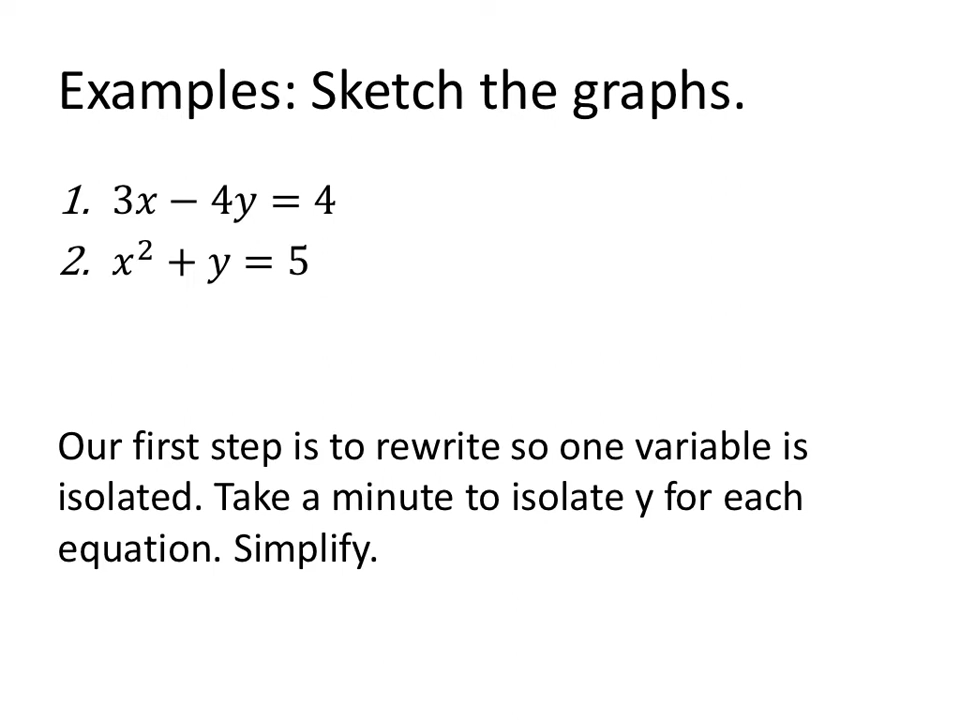 Examples: Sketch the graphs.
1. 3x − 4y = 4
2. x² + y = 5
Our first step is to rewrite so one variable is
isolated. Take a minute to isolate y for each
equation. Simplify.